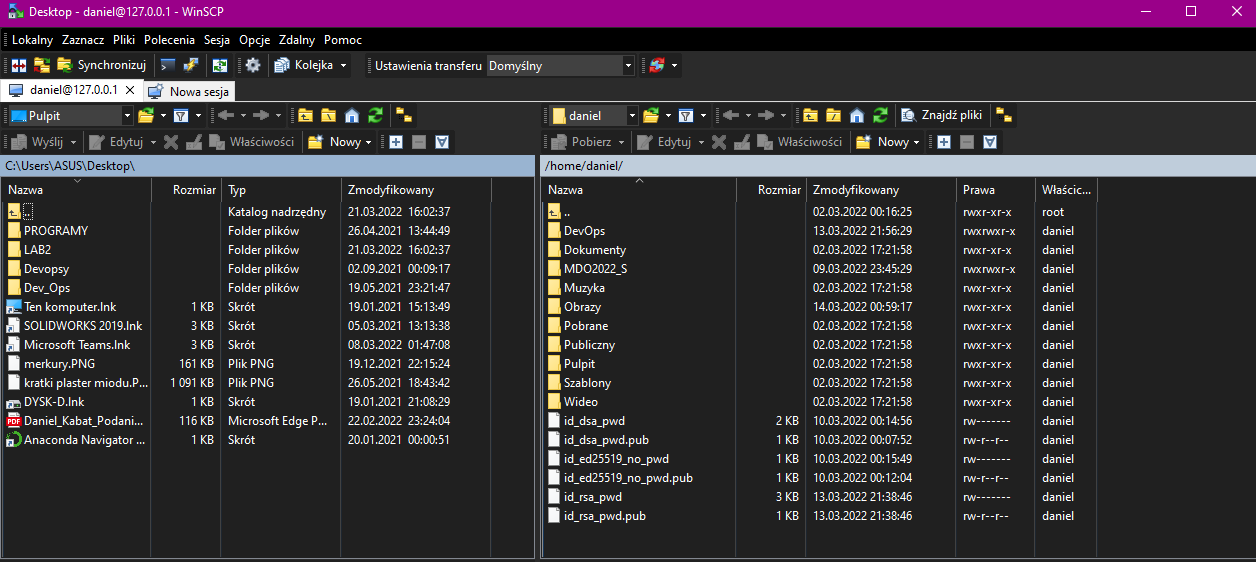 Desktop - daniel@127.0.0.1 - WinSCP
Lokalny Zaznacz Pliki Polecenia Sesja Opcje Zdalny Pomoc
Synchronizuj Kolejka Ustawienia transferu Domyślny
daniel@127.0.0.1 Nowa sesja
Pulpit
Wyślij Edytuj Właściwości Nowy
C:\Users\ASUS\Desktop\
Nazwa Rozmiar Typ Zmodyfikowany
.. Katalog nadrzędny 21.03.2022 16:02:37
PROGRAMY Folder plików 26.04.2021 13:44:49
LAB2 Folder plików 21.03.2022 16:02:37
Devopsy Folder plików 02.09.2021 00:09:17
Dev_Ops Folder plików 19.05.2021 23:21:47
Ten komputer.lnk 1 KB Skrót 19.01.2021 15:13:49
SOLIDWORKS 2019.lnk 3 KB Skrót 05.03.2021 13:13:38
Microsoft Teams.lnk 3 KB Skrót 08.03.2022 01:47:08
merkury.PNG 161 KB Plik PNG 19.12.2021 22:15:24
kratki plaster miodu.P... 1 091 KB Plik PNG 26.05.2021 18:43:42
DYSK-D.lnk 1 KB Skrót 19.01.2021 21:08:29
PDF Daniel_Kabat_Podani... 116 KB Microsoft Edge P... 22.02.2022 23:24:04
Anaconda Navigator ... 1 KB Skrót 20.01.2021 00:00:51
daniel Znajdź pliki
Pobierz Edytuj Właściwości Nowy
/home/daniel/
Nazwa Rozmiar Zmodyfikowany Prawa Właścic...
.. 02.03.2022 00:16:25 rwxr-xr-x root
DevOps 13.03.2022 21:56:29 rwxrwxr-x daniel
Dokumenty 02.03.2022 17:21:58 rwxr-xr-x daniel
MDO2022_S 09.03.2022 23:45:29 rwxrwxr-x daniel
Muzyka 02.03.2022 17:21:58 rwxr-xr-x daniel
Obrazy 14.03.2022 00:59:17 rwxr-xr-x daniel
Pobrane 02.03.2022 17:21:58 rwxr-xr-x daniel
Publiczny 02.03.2022 17:21:58 rwxr-xr-x daniel
Pulpit 02.03.2022 17:21:58 rwxr-xr-x daniel
Szablony 02.03.2022 17:21:58 rwxr-xr-x daniel
Wideo 02.03.2022 17:21:58 rwxr-xr-x daniel
id_dsa_pwd 2 KB 10.03.2022 00:14:56 rw------- daniel
id_dsa_pwd.pub 1 KB 10.03.2022 00:07:52 rw-r--r-- daniel
id_ed25519_no_pwd 1 KB 10.03.2022 00:15:49 rw------- daniel
id_ed25519_no_pwd.pub 1 KB 10.03.2022 00:12:04 rw-r--r-- daniel
id_rsa_pwd 3 KB 13.03.2022 21:38:46 rw------- daniel
id_rsa_pwd.pub 1 KB 13.03.2022 21:38:46 rw-r--r-- daniel